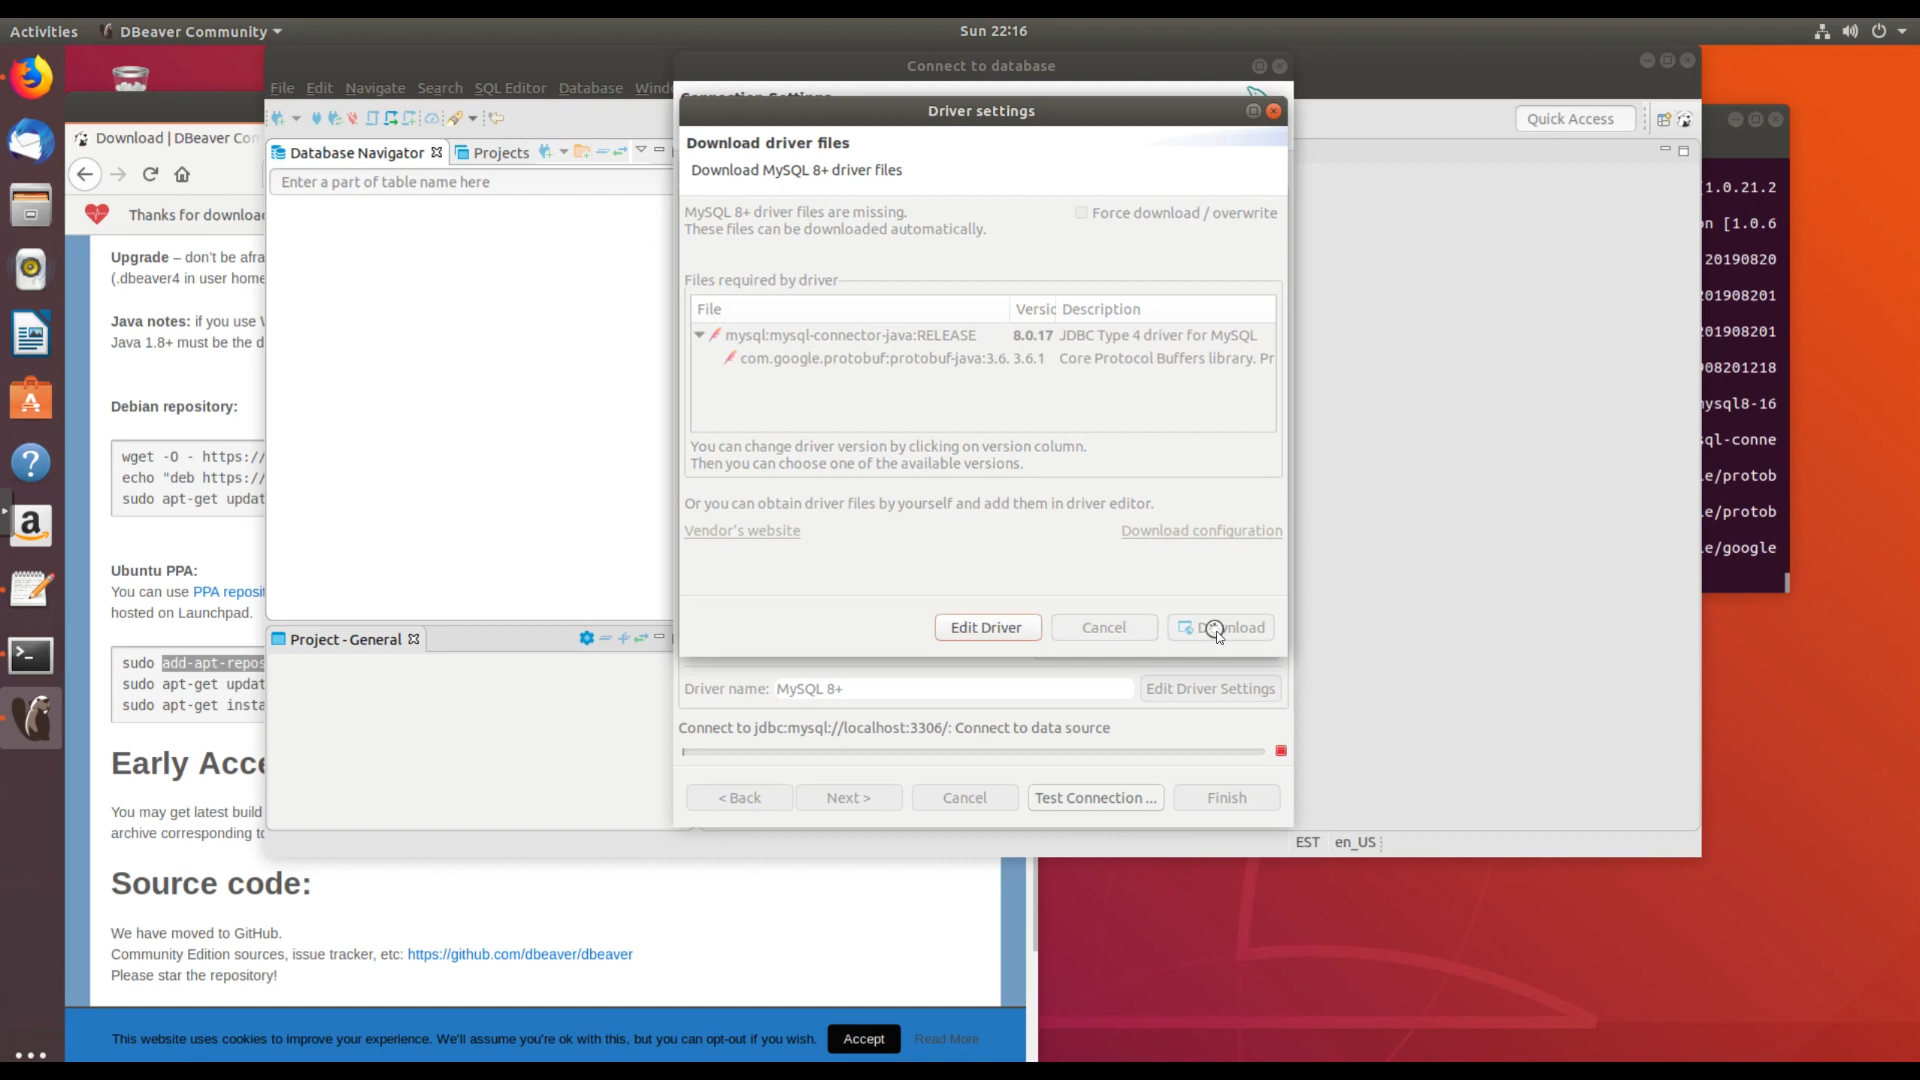 Activities
DBeaver Community
Sun 22:16
Connect to database
File Edit Navigate Search SQL Editor Database Windo
Driver settings
Quick Access
Download | DBeaver Com
Database Navigator
Projects
Enter a part of table name here
Download driver files
Download MySQL 8+ driver files
MySQL 8+ driver files are missing.
These files can be downloaded automatically.
Force download / overwrite
Files required by driver
File Versic Description
mysql:mysql-connector-java:RELEASE 8.0.17 JDBC Type 4 driver for MySQL
com.google.protobuf:protobuf-java:3.6. 3.6.1 Core Protocol Buffers library. Pr
You can change driver version by clicking on version column.
Then you can choose one of the available versions.
Or you can obtain driver files by yourself and add them in driver editor.
Vendor's website
Download configuration
Edit Driver
Cancel
Download
Driver name: MySQL 8+
Edit Driver Settings
Connect to jdbc:mysql://localhost:3306/: Connect to data source
< Back
Next >
Cancel
Test Connection ...
Finish
Project - General
EST en_US
Thanks for downloa
Upgrade – don't be afra
(.dbeaver4 in user home
Java notes: if you use
Java 1.8+ must be the d
Debian repository:
wget -O - https://
echo "deb https://
sudo apt-get updat
Ubuntu PPA:
You can use PPA reposit
hosted on Launchpad.
sudo add-apt-repos
sudo apt-get updat
sudo apt-get insta
Early Acce
You may get latest build
archive corresponding to
Source code:
We have moved to GitHub.
Community Edition sources, issue tracker, etc: https://github.com/dbeaver/dbeaver
Please star the repository!
This website uses cookies to improve your experience. We'll assume you're ok with this, but you can opt-out if you wish.
Accept
Read More
1.0.21.2
n [1.0.6
20190820
01908201
01908201
08201218
ysql8-16
ql-conne
e/protob
e/protob
e/google